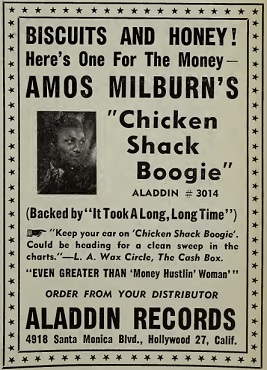 BISCUITS AND HONEY!
Here's One For The Money—
AMOS MILBURN'S
"Chicken
Shack
Boogie"
ALADDIN # 3014
(Backed by "It Took A Long, Long Time")
"Keep your ear on 'Chicken Shack Boogie'.
Could be heading for a clean sweep in the
charts."—L. A. Wax Circle, The Cash Box.
"EVEN GREATER THAN 'Money Hustlin' Woman'"
ORDER FROM YOUR DISTRIBUTOR
ALADDIN RECORDS
4918 Santa Monica Blvd., Hollywood 27, Calif.